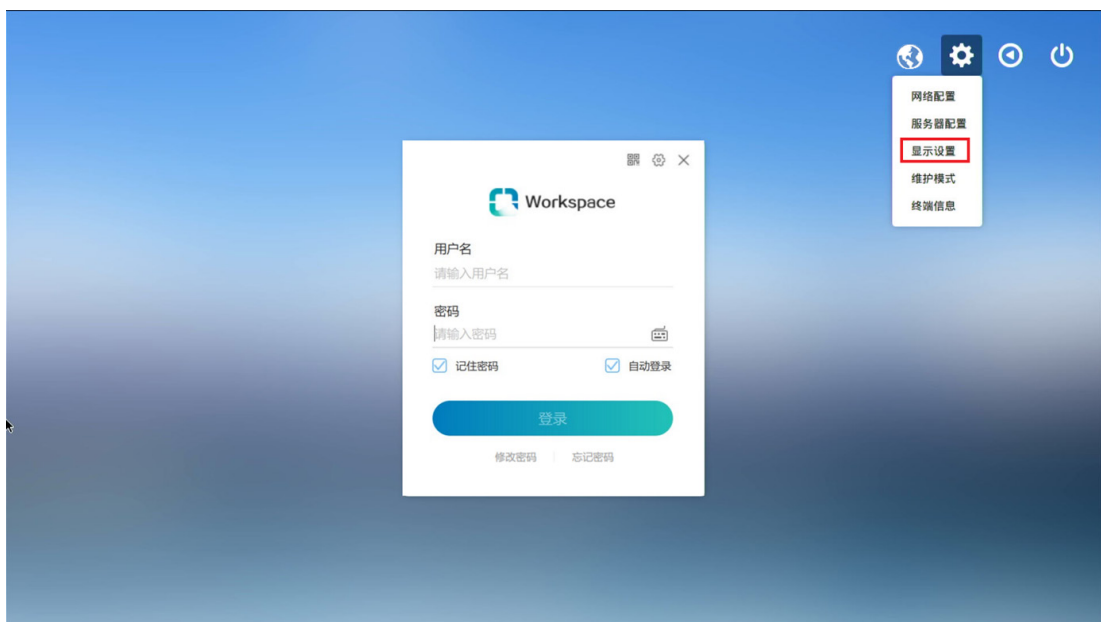 网络配置
服务器配置
显示设置
维护模式
终端信息
Workspace
用户名
请输入用户名
密码
请输入密码
记住密码 自动登录
登录
修改密码 忘记密码